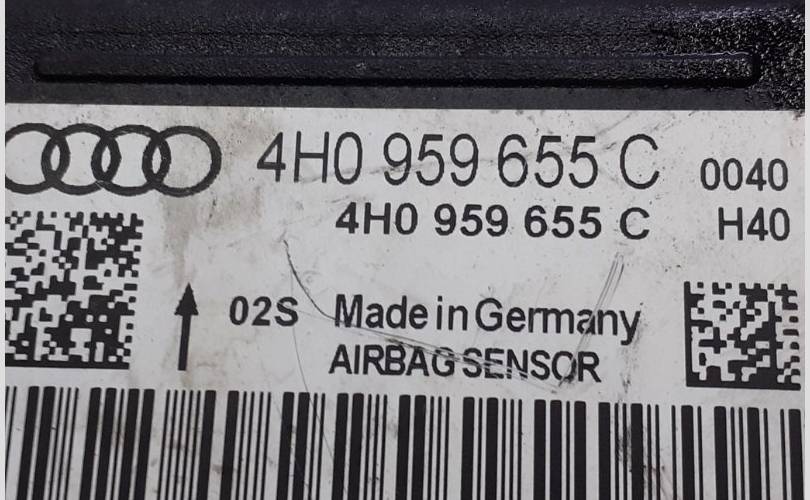 4H0 959 655 C 0040
4H0 959 655 C H40
02S Made in Germany
AIRBAG SENSOR